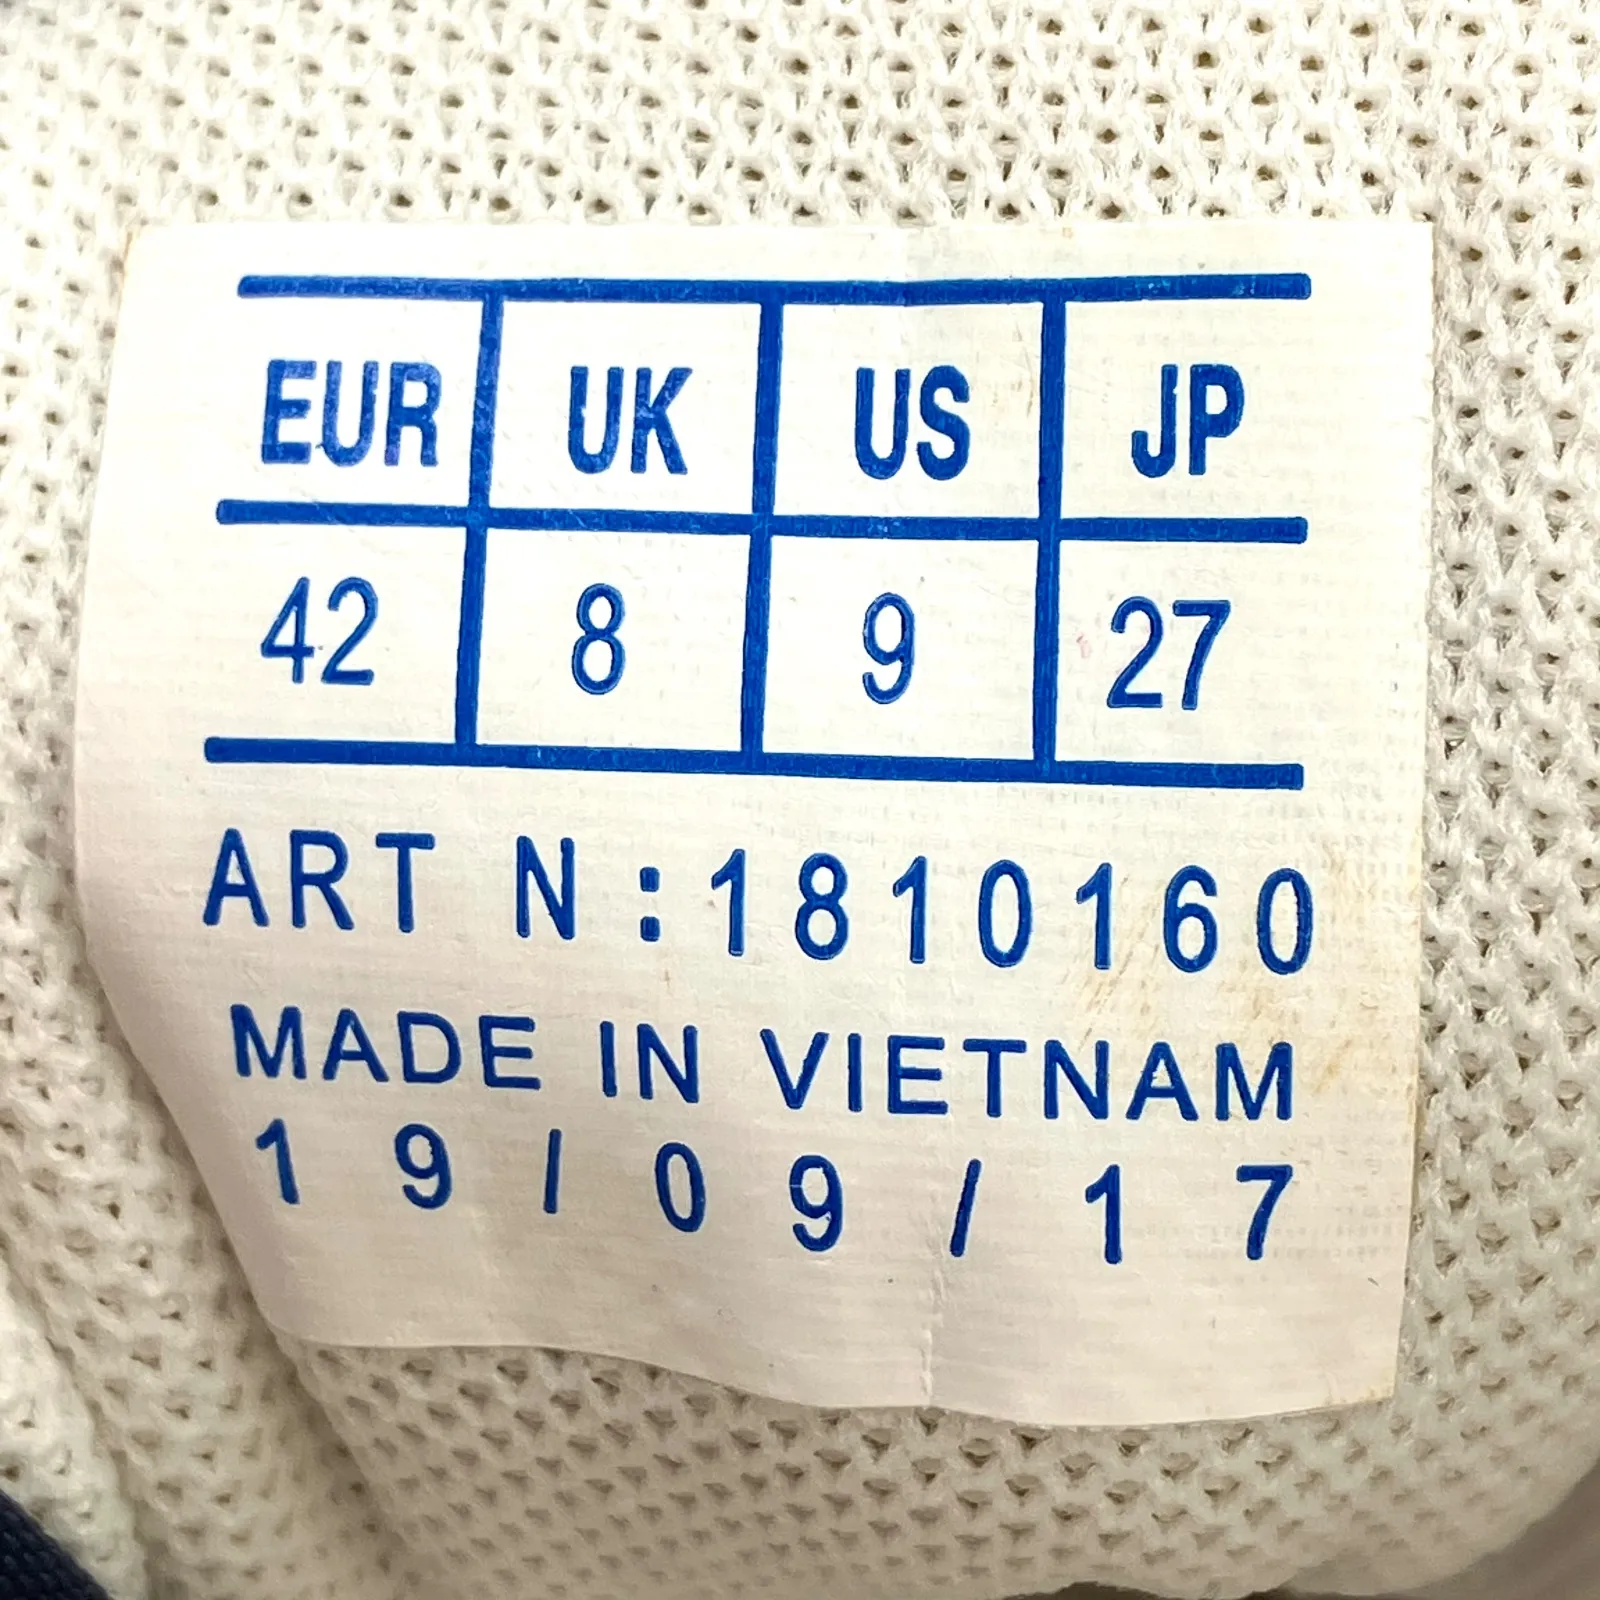 EUR UK US JP
42 8 9 27
ART N:1810160
MADE IN VIETNAM
19/09/17